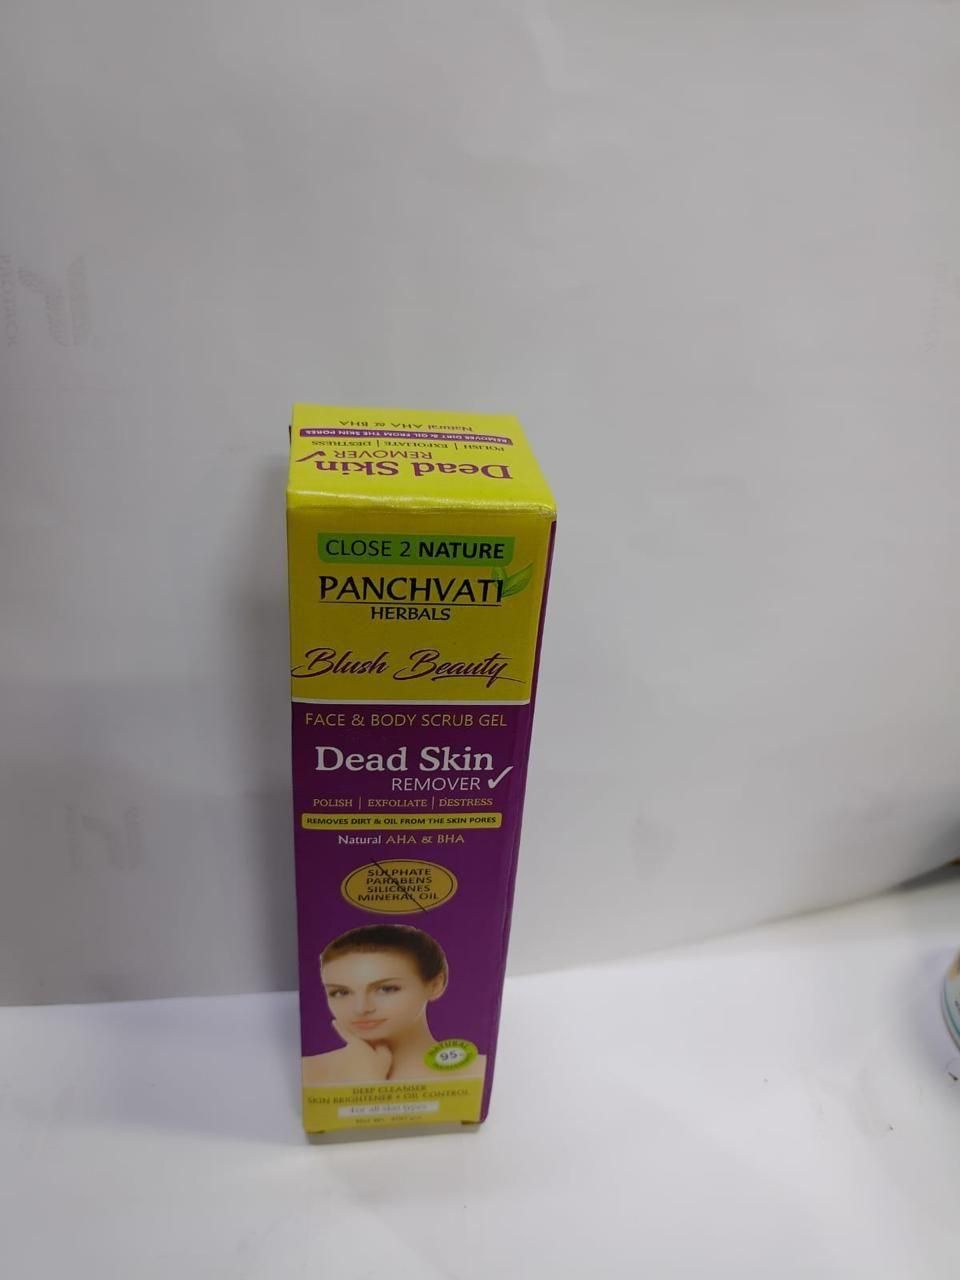 Dead Skin
REMOVER
POLISH | EXFOLIATE | DESTRESS
REMOVES DIRT & OIL FROM THE SKIN PORES
Natural AHA & BHA
CLOSE 2 NATURE
PANCHVATI
HERBALS
Blush Beauty
FACE & BODY SCRUB GEL
Dead Skin
REMOVER
POLISH | EXFOLIATE | DESTRESS
REMOVES DIRT & OIL FROM THE SKIN PORES
Natural AHA & BHA
SULPHATE
PARABENS
SILICONES
MINERAL OIL
NATURAL
95%
DEEP CLEANSER
SKIN BRIGHTENER + OIL CONTROL
For all skin types